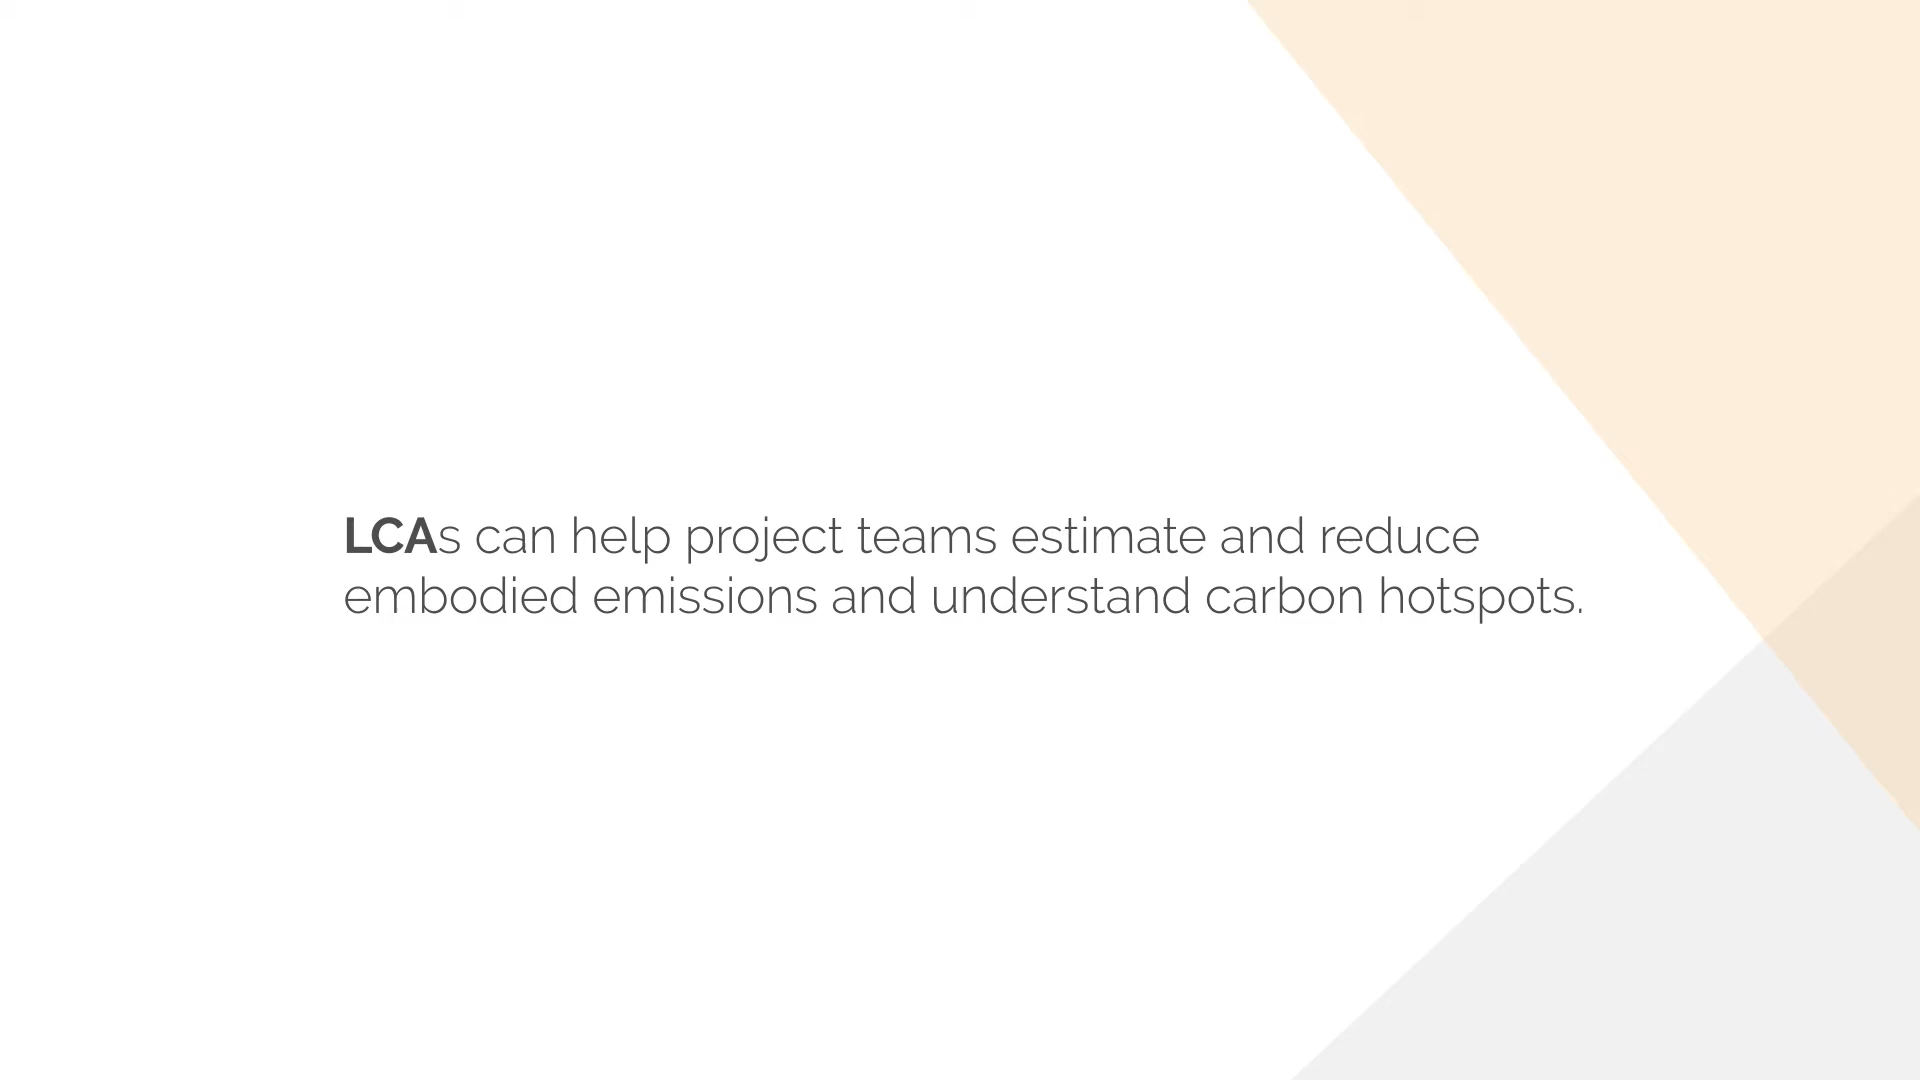 LCAs can help project teams estimate and reduce
embodied emissions and understand carbon hotspots.